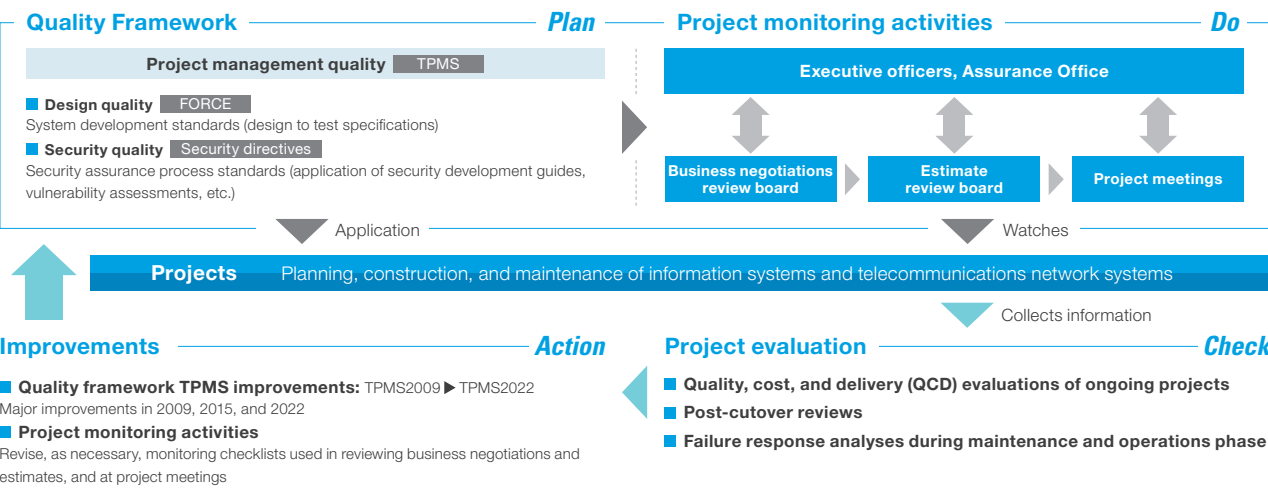 Quality Framework
Plan
Project management quality TPMS
Design quality FORCE
System development standards (design to test specifications)
Security quality Security directives
Security assurance process standards (application of security development guides,
vulnerability assessments, etc.)
Project monitoring activities
Do
Executive officers, Assurance Office
Business negotiations
review board
Estimate
review board
Project meetings
Application
Watches
Projects Planning, construction, and maintenance of information systems and telecommunications network systems
Collects information
Improvements
Action
Quality framework TPMS improvements: TPMS2009 ▶ TPMS2022
Major improvements in 2009, 2015, and 2022
Project monitoring activities
Revise, as necessary, monitoring checklists used in reviewing business negotiations and
estimates, and at project meetings
Project evaluation
Check
Quality, cost, and delivery (QCD) evaluations of ongoing projects
Post-cutover reviews
Failure response analyses during maintenance and operations phase